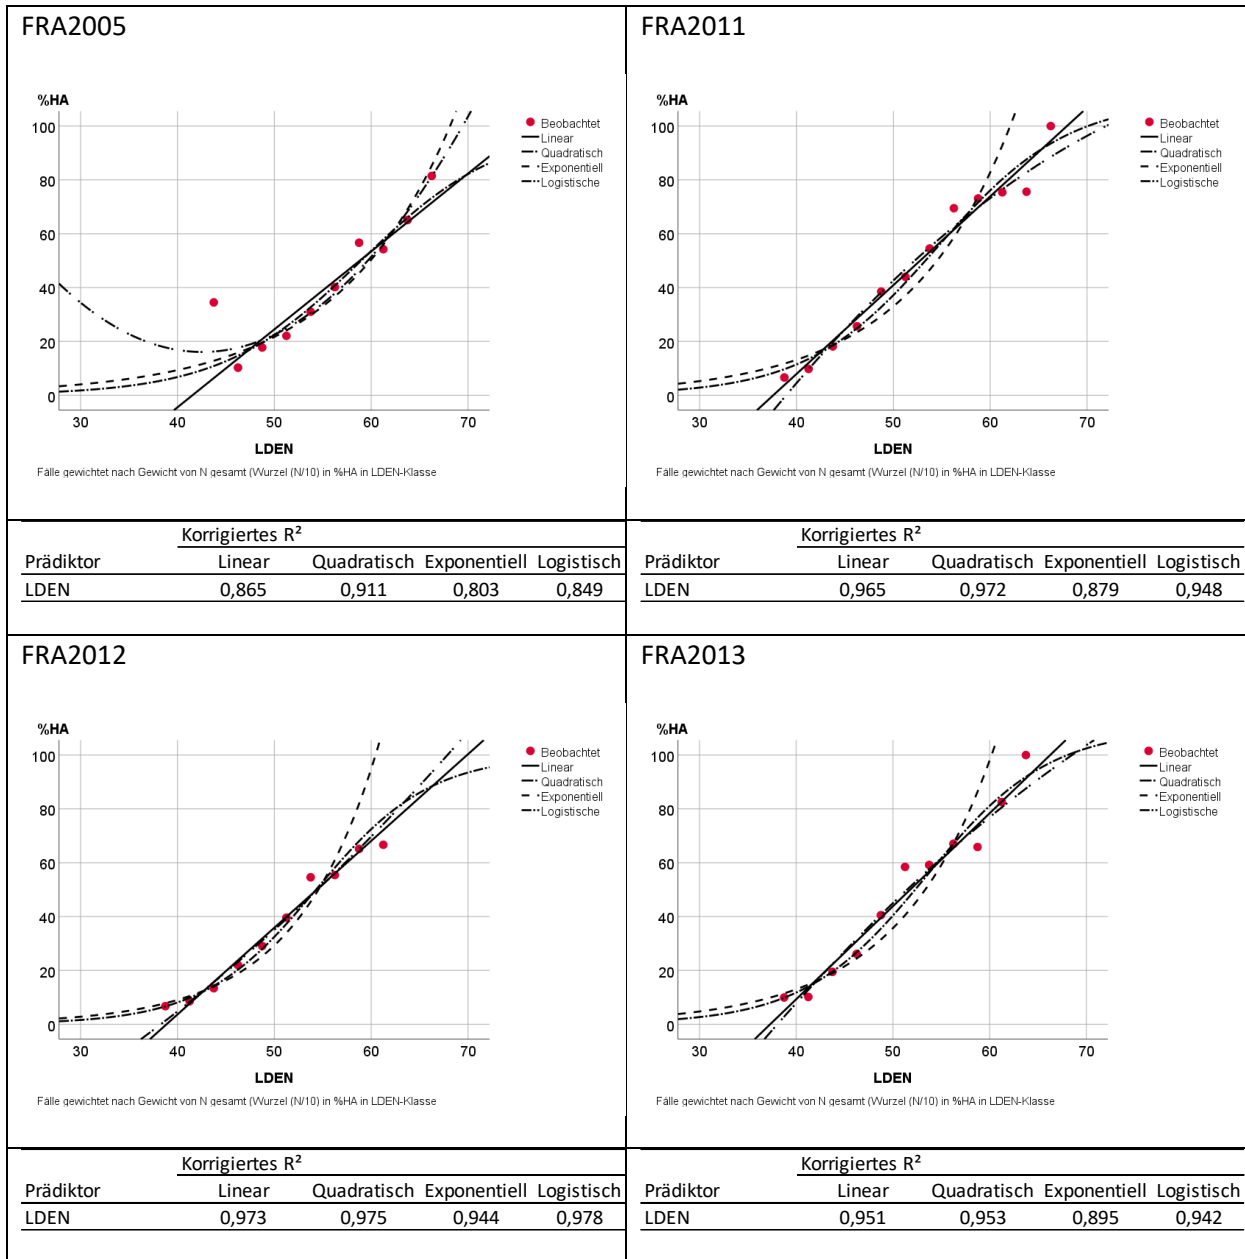 FRA2005
%HA
100
80
60
40
20
0
30 40 50 60 70
LDEN
Beobachtet
Linear
Quadratisch
Exponentiell
Logistische
Fälle gewichtet nach Gewicht von N gesamt (Wurzel (N/10) in %HA in LDEN-Klasse
Korrigiertes R²
Prädiktor Linear Quadratisch Exponentiell Logistisch
LDEN 0,865 0,911 0,803 0,849
FRA2011
%HA
100
80
60
40
20
0
30 40 50 60 70
LDEN
Beobachtet
Linear
Quadratisch
Exponentiell
Logistische
Fälle gewichtet nach Gewicht von N gesamt (Wurzel (N/10) in %HA in LDEN-Klasse
Korrigiertes R²
Prädiktor Linear Quadratisch Exponentiell Logistisch
LDEN 0,965 0,972 0,879 0,948
FRA2012
%HA
100
80
60
40
20
0
30 40 50 60 70
LDEN
Beobachtet
Linear
Quadratisch
Exponentiell
Logistische
Fälle gewichtet nach Gewicht von N gesamt (Wurzel (N/10) in %HA in LDEN-Klasse
Korrigiertes R²
Prädiktor Linear Quadratisch Exponentiell Logistisch
LDEN 0,973 0,975 0,944 0,978
FRA2013
%HA
100
80
60
40
20
0
30 40 50 60 70
LDEN
Beobachtet
Linear
Quadratisch
Exponentiell
Logistische
Fälle gewichtet nach Gewicht von N gesamt (Wurzel (N/10) in %HA in LDEN-Klasse
Korrigiertes R²
Prädiktor Linear Quadratisch Exponentiell Logistisch
LDEN 0,951 0,953 0,895 0,942